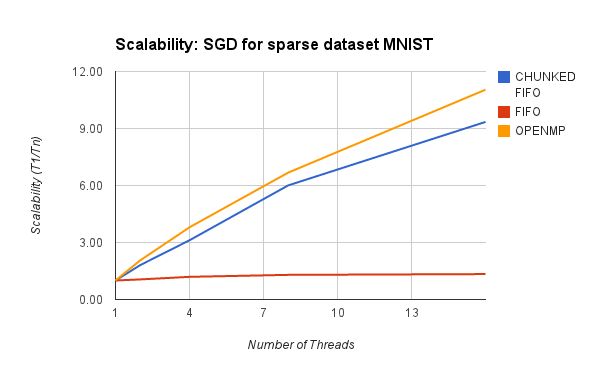 Scalability: SGD for sparse dataset MNIST
12.00
9.00
6.00
3.00
0.00
Scalability (T1/Tn)
1 4 7 10 13
Number of Threads
CHUNKED
FIFO
FIFO
OPENMP